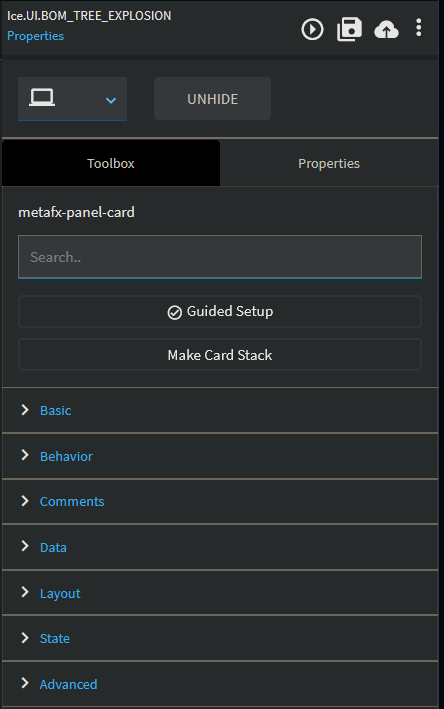 Ice.UI.BOM_TREE_EXPLOSION
Properties
UNHIDE
Toolbox
Properties
metafx-panel-card
Search..
Guided Setup
Make Card Stack
Basic
Behavior
Comments
Data
Layout
State
Advanced